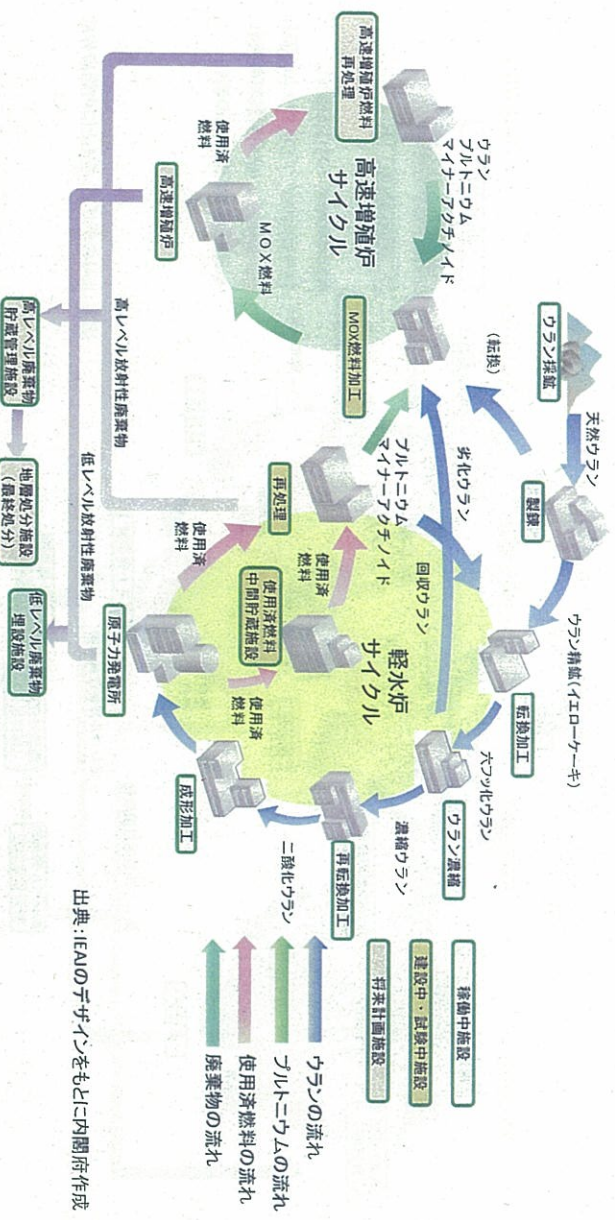 ウラン採鉱
天然ウラン
製錬
ウラン精鉱(イエローケーキ)
転換加工
六フッ化ウラン
ウラン濃縮
濃縮ウラン
再転換加工
二酸化ウラン
成形加工
原子力発電所
使用済
燃料
使用済燃料
中間貯蔵施設
使用済
燃料
使用済
燃料
再処理
軽水炉
サイクル
回収ウラン
劣化ウラン
(転換)
プルトニウム
マイナーアクチノイド
MOX燃料加工
ウラン
プルトニウム
マイナーアクチノイド
高速増殖炉
サイクル
MOX燃料
高速増殖炉
使用済
燃料
高速増殖炉燃料
再処理
高レベル放射性廃棄物
低レベル放射性廃棄物
高レベル廃棄物
貯蔵管理施設
地層処分施設
(最終処分)
低レベル廃棄物
埋設施設
稼働中施設
建設中・試験中施設
将来計画施設
ウランの流れ
プルトニウムの流れ
使用済燃料の流れ
廃棄物の流れ
出典:IEAJのデザインをもとに内閣府作成